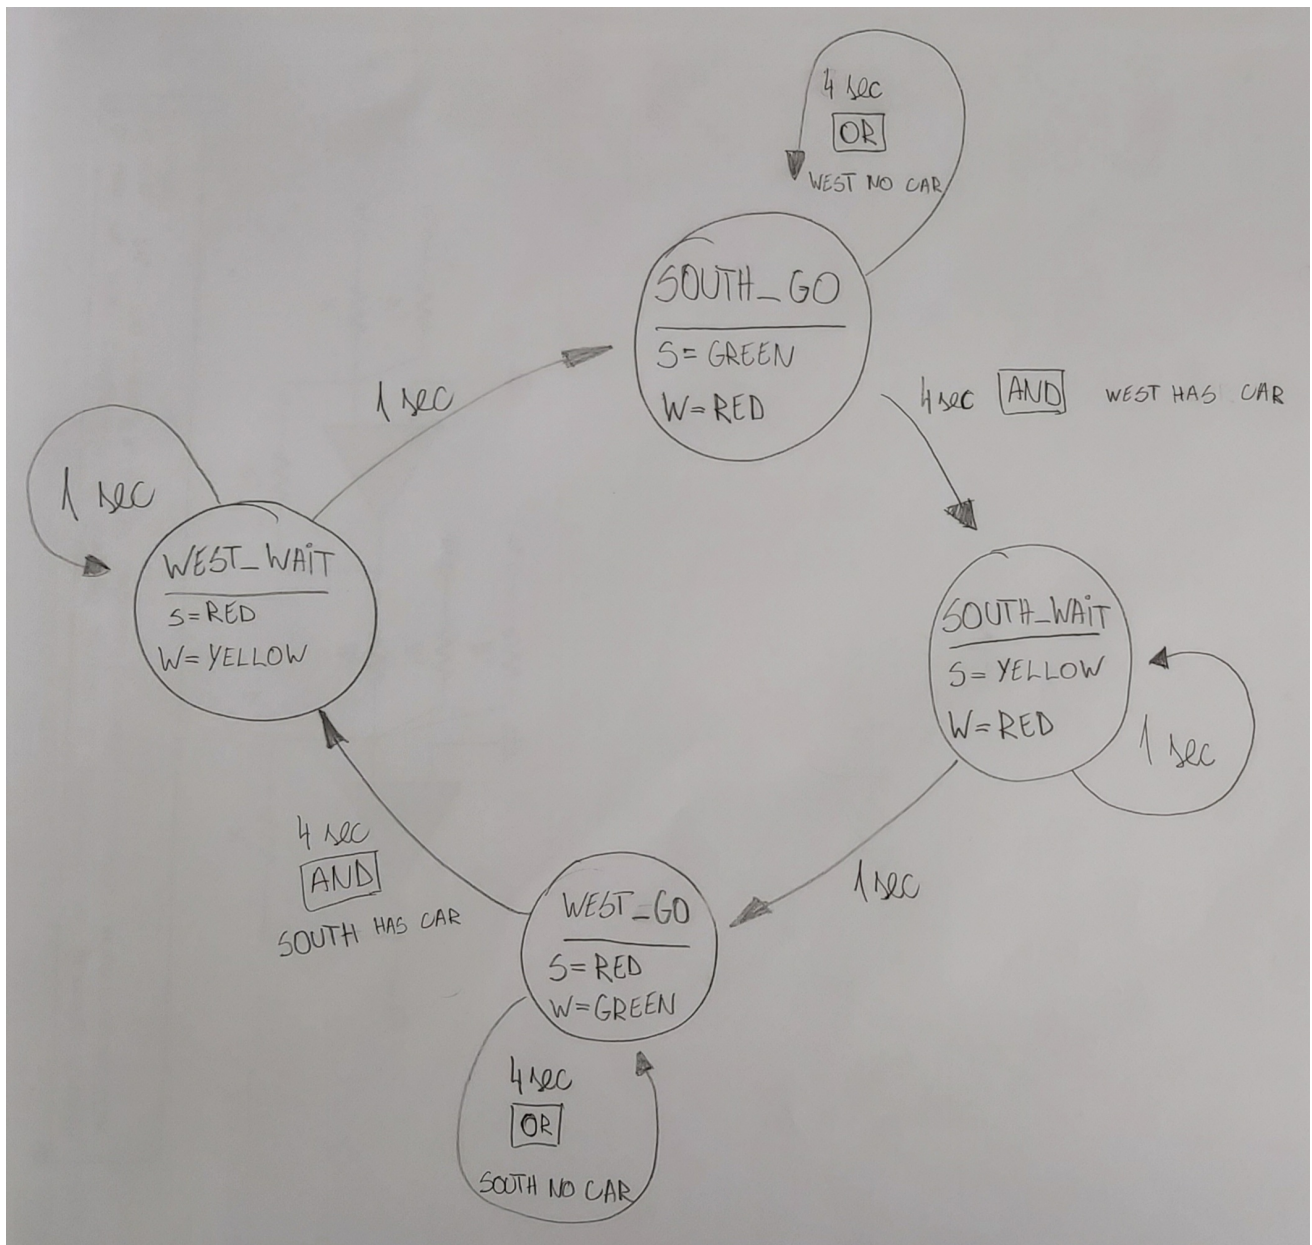 4 sec
OR
WEST NO CAR
SOUTH_GO
S= GREEN
W= RED
4 sec AND WEST HAS CAR
1 sec
1 sec
WEST_WAiT
S= RED
W= YELLOW
SOUTH_WAiT
S= YELLOW
W= RED
1 sec
4 sec
AND
SOUTH HAS CAR
1 sec
WEST_GO
S= RED
W= GREEN
4 sec
OR
SOUTH NO CAR